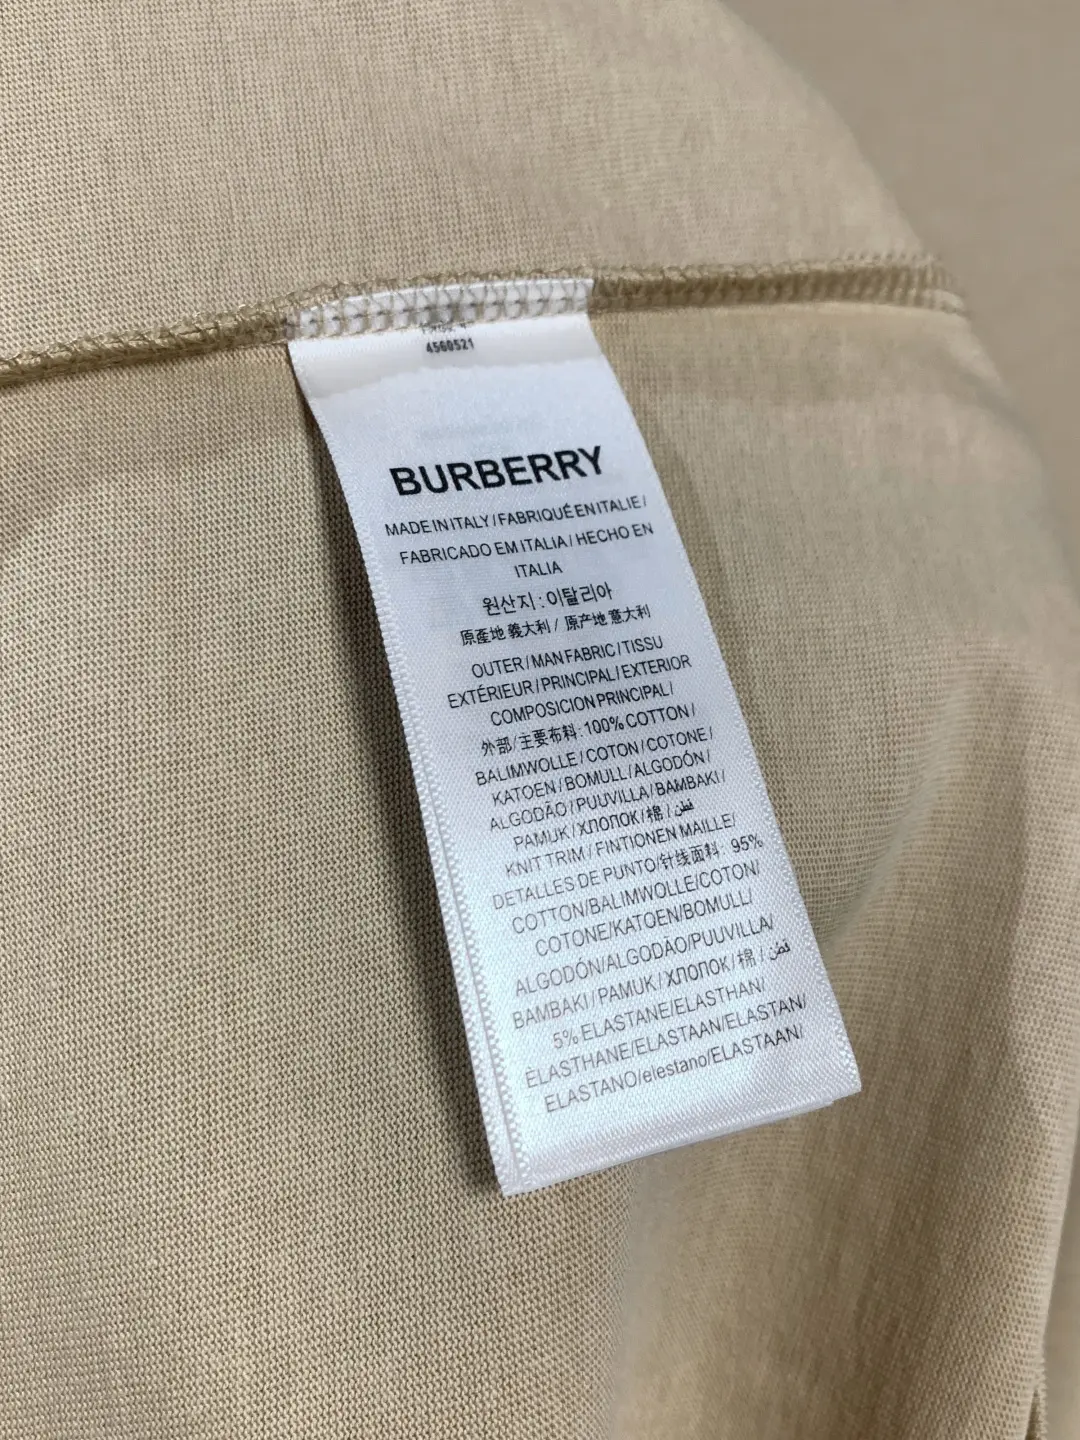 4560521
BURBERRY
MADE IN ITALY / FABRIQUÉ EN ITALIE /
FABRICADO EM ITALIA / HECHO EN
ITALIA
원산지 : 이탈리아
原產地 義大利 / 原产地 意大利
OUTER / MAN FABRIC / TISSU
EXTÉRIEUR / PRINCIPAL / EXTERIOR
COMPOSICION PRINCIPAL /
外部 / 主要布料: 100% COTTON /
BALIMWOLLE / COTON / COTONE /
KATOEN / BOMULL / ALGODÓN /
ALGODÃO / PUUVILLA / BAMBAKI /
PAMUK / ХЛОПОК / 棉 / قطن
KNIT TRIM / FINTIONEN MAILLE /
DETALLES DE PUNTO/针线面料 95%
COTTON/BALIMWOLLE/COTON/
COTONE/KATOEN/BOMULL/
ALGODÓN/ALGODÃO/PUUVILLA/
BAMBAKI / PAMUK / ХЛОПОК / 棉 / قطن
5% ELASTANE/ELASTHAN/
ÉLASTHANE/ELASTAAN/ELASTAN/
ELASTANO/elestano/ELASTAAN/